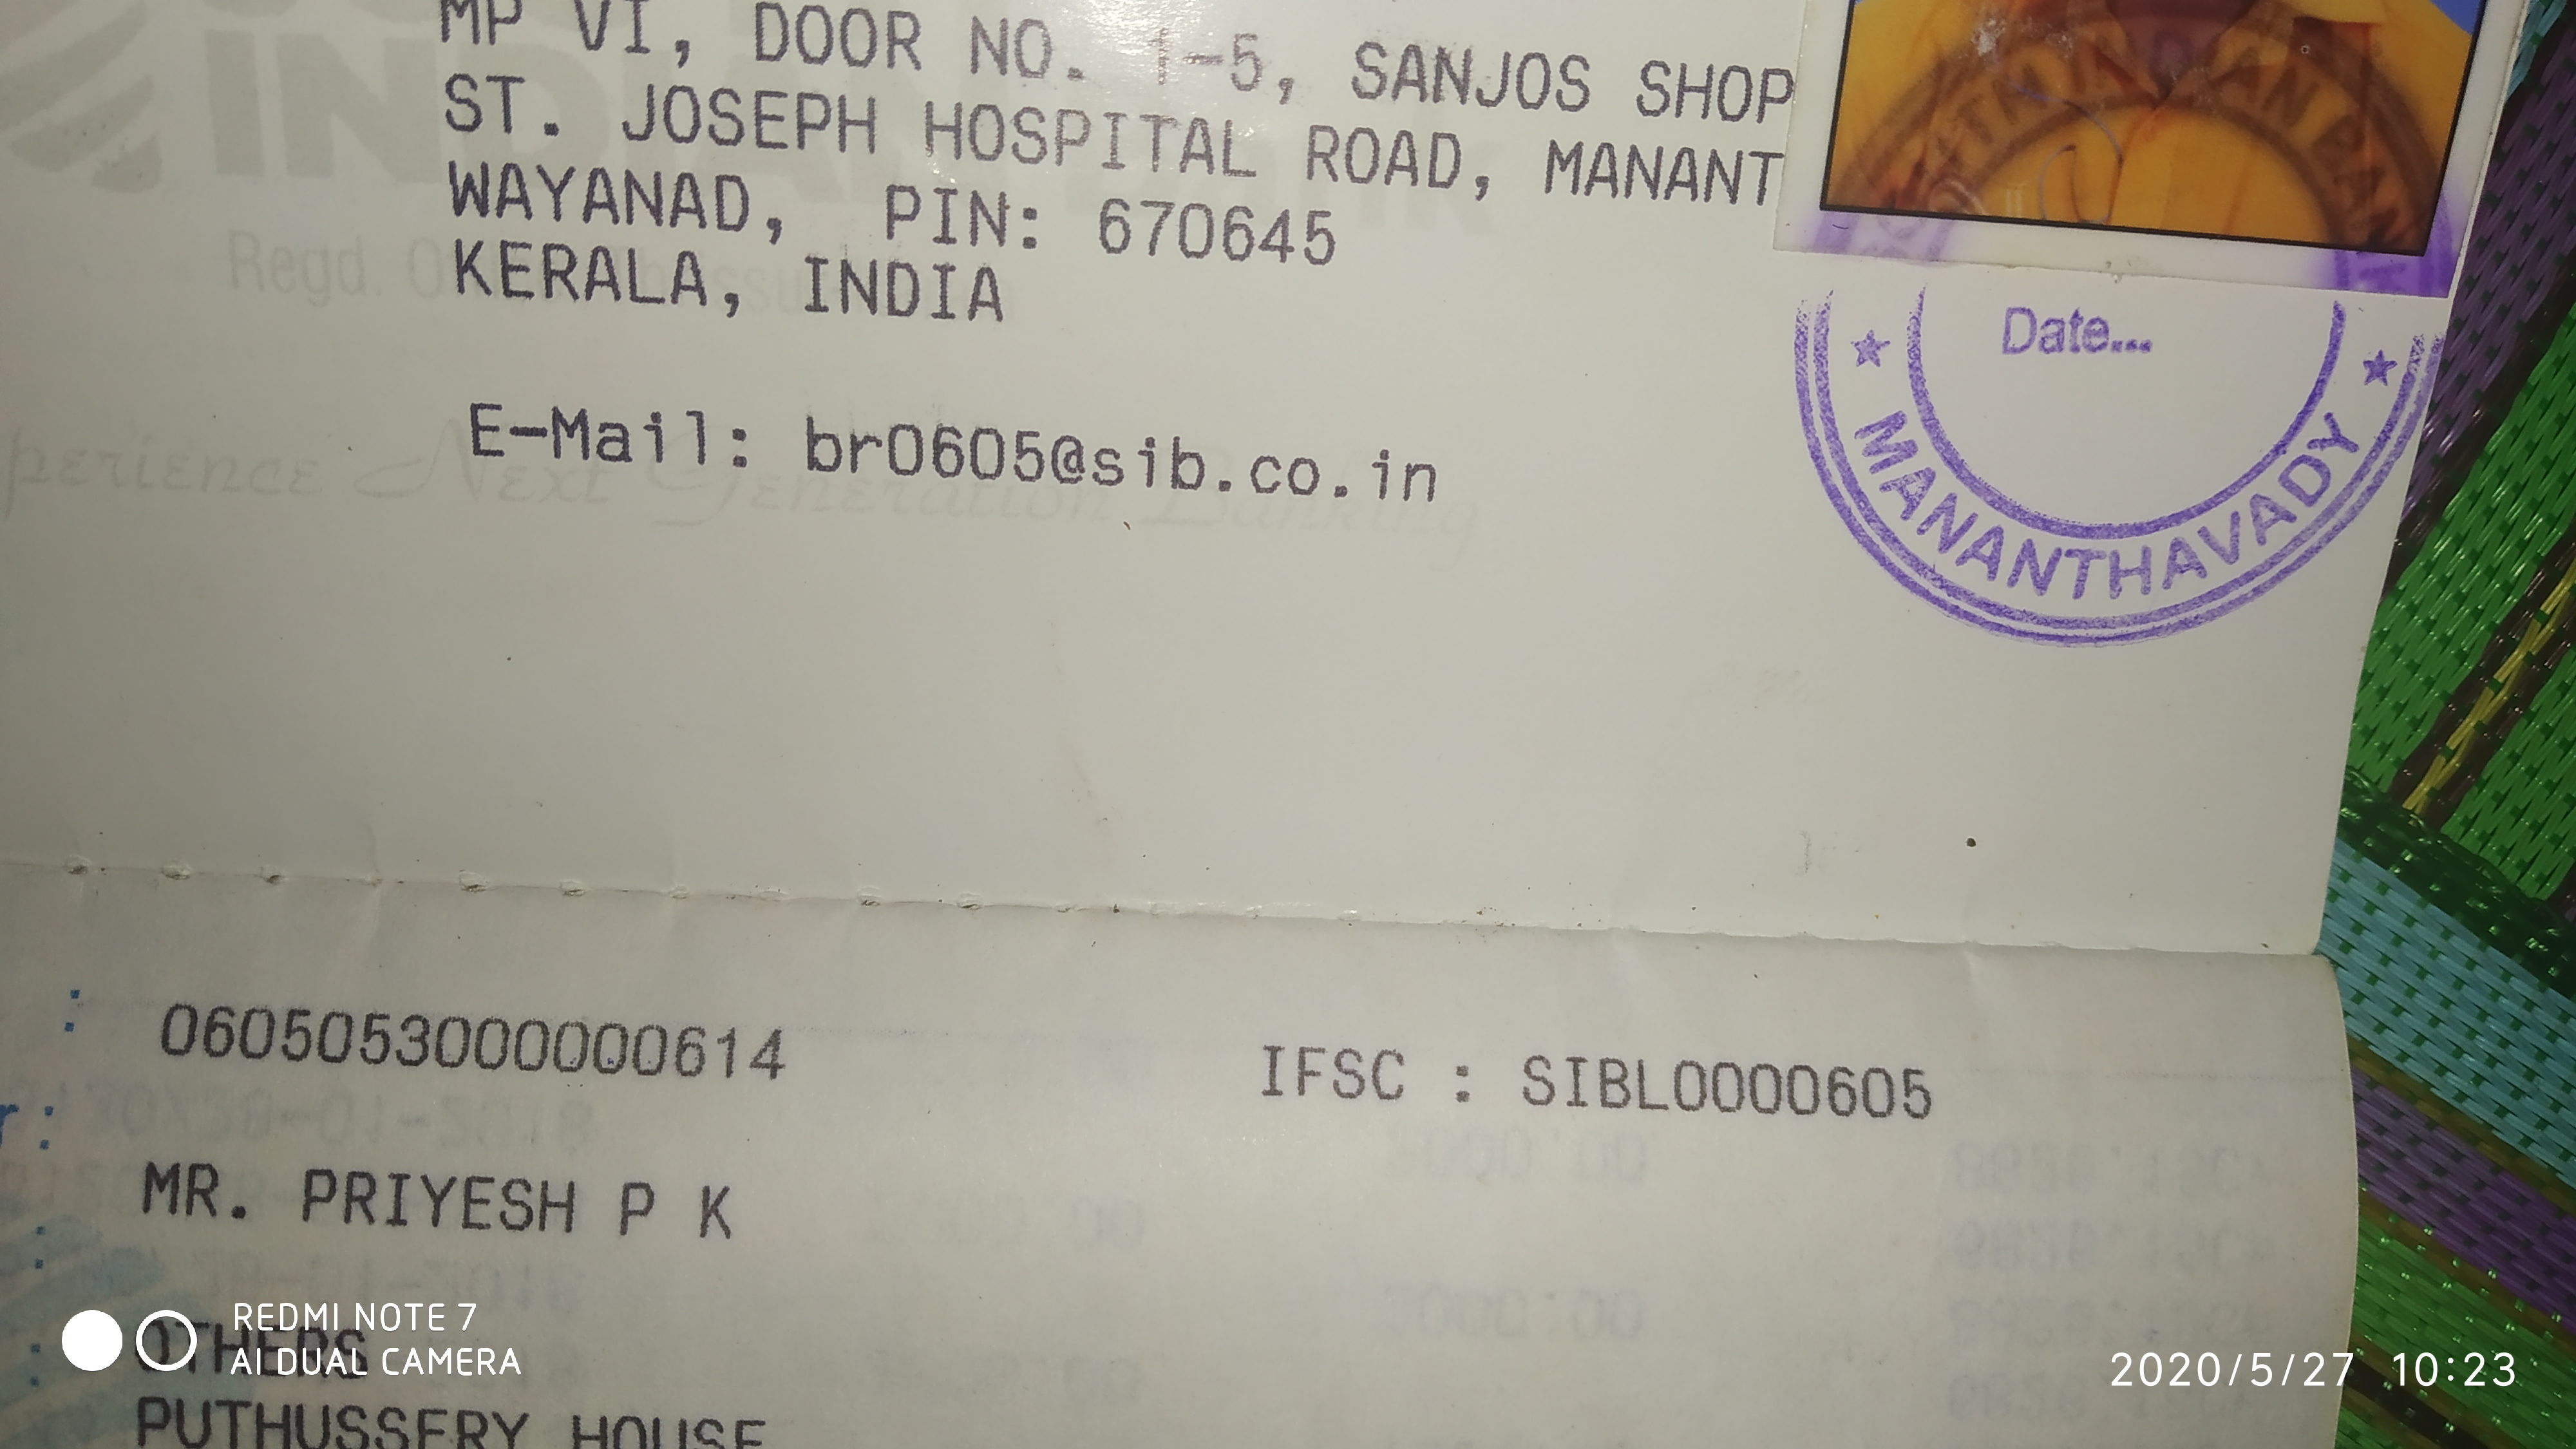 MP VI, DOOR NO. 1-5, SANJOS SHOP
ST. JOSEPH HOSPITAL ROAD, MANANT
WAYANAD, PIN: 670645
KERALA, INDIA
Regd. O
Date...
MANANTHAVADY
E-Mail: br0605@sib.co.in
perience Next Generation Banking
: 0605053000000614 IFSC : SIBL0000605
r:
MR. PRIYESH P K
:
: OTHERS
PUTHUSSERY HOUSE
REDMI NOTE 7
AI DUAL CAMERA
2020/5/27 10:23